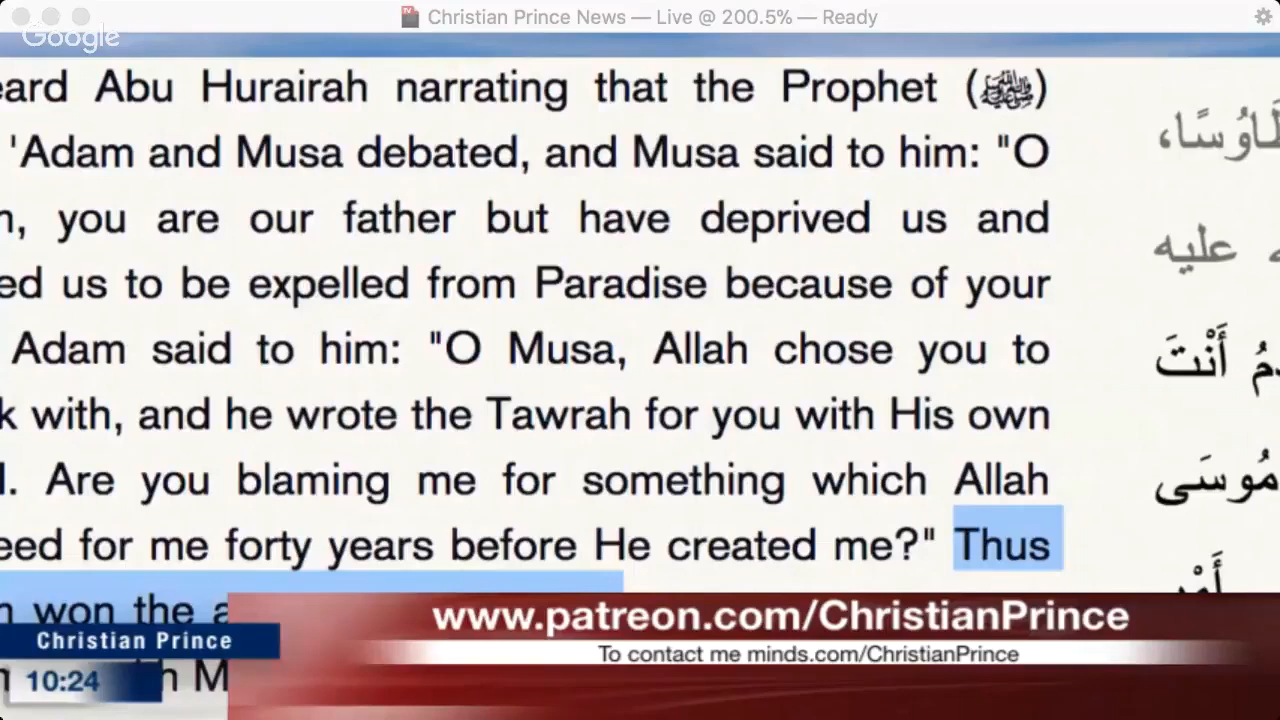 Christian Prince News — Live @ 200.5% — Ready
Google
eard Abu Hurairah narrating that the Prophet (ﷺ)
'Adam and Musa debated, and Musa said to him: "O
, you are our father but have deprived us and
ed us to be expelled from Paradise because of your
Adam said to him: "O Musa, Allah chose you to
k with, and he wrote the Tawrah for you with His own
. Are you blaming me for something which Allah
eed for me forty years before He created me?" Thus
won the a
M
طَاوُسًا،
عليه
أَنْتَ
مُوسَى
www.patreon.com/ChristianPrince
To contact me minds.com/ChristianPrince
Christian Prince
10:24